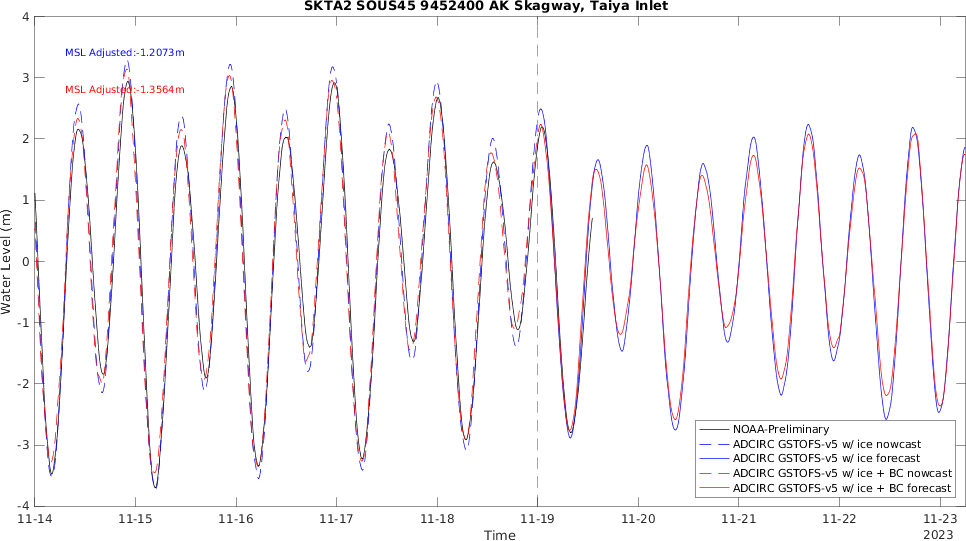 SKTA2 SOUS45 9452400 AK Skagway, Taiya Inlet
MSL Adjusted:-1.2073m
MSL Adjusted:-1.3564m
4
3
2
1
0
-1
-2
-3
-4
Water Level (m)
NOAA-Preliminary
ADCIRC GSTOFS-v5 w/ ice nowcast
ADCIRC GSTOFS-v5 w/ ice forecast
ADCIRC GSTOFS-v5 w/ ice + BC nowcast
ADCIRC GSTOFS-v5 w/ ice + BC forecast
11-14 11-15 11-16 11-17 11-18 11-19 11-20 11-21 11-22 11-23
2023
Time